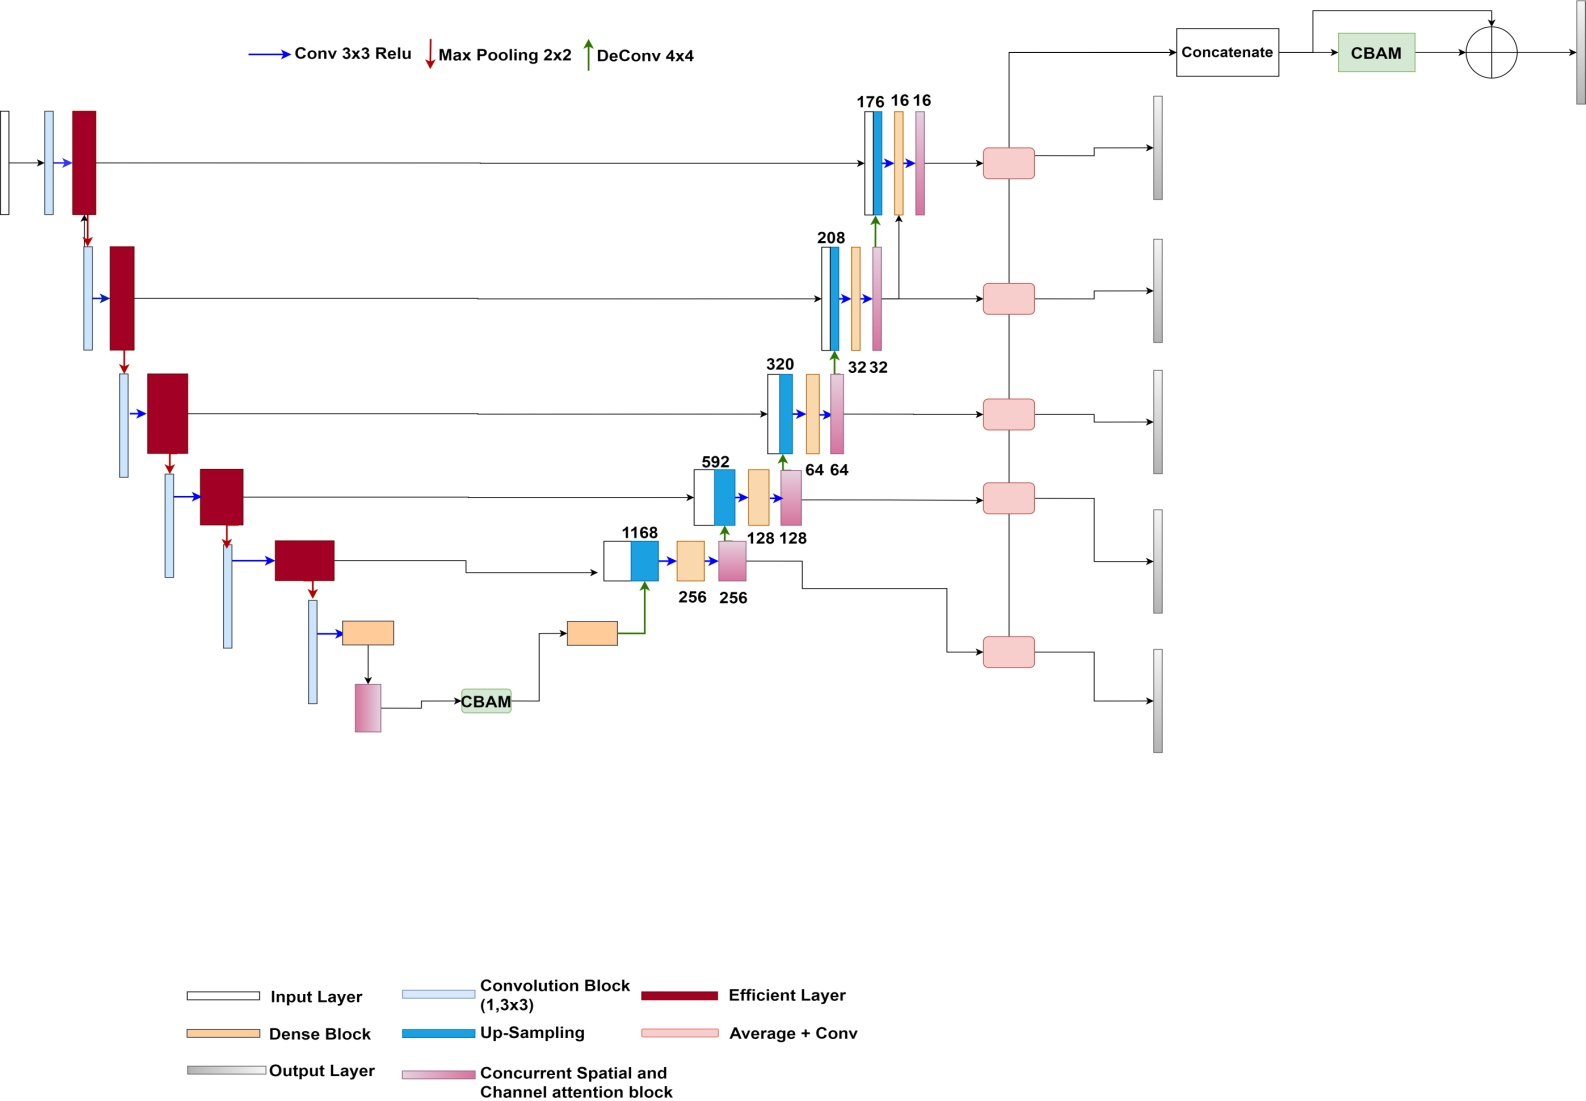 Concatenate
CBAM
Conv 3x3 Relu
Max Pooling 2x2
DeConv 4x4
176
16
16
208
32
32
320
64
64
592
128
128
1168
256
256
CBAM
Input Layer
Convolution Block
(1,3x3)
Efficient Layer
Dense Block
Up-Sampling
Average + Conv
Output Layer
Concurrent Spatial and
Channel attention block